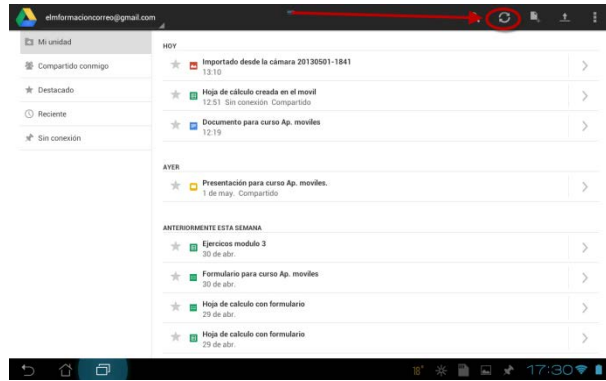 elmformacioncorreo@gmail.com
Mi unidad
Compartido conmigo
Destacado
Reciente
Sin conexión
HOY
Importado desde la cámara 20130501-1841
13:10
Hoja de cálculo creada en el movil
12:51 Sin conexión Compartido
Documento para curso Ap. moviles
12:19
AYER
Presentación para curso Ap. moviles.
1 de may. Compartido
ANTERIORMENTE ESTA SEMANA
Ejercicos modulo 3
30 de abr.
Formulario para curso Ap. moviles
30 de abr.
Hoja de calculo con formulario
29 de abr.
Hoja de calculo con formulario
29 de abr.
18° 17:30